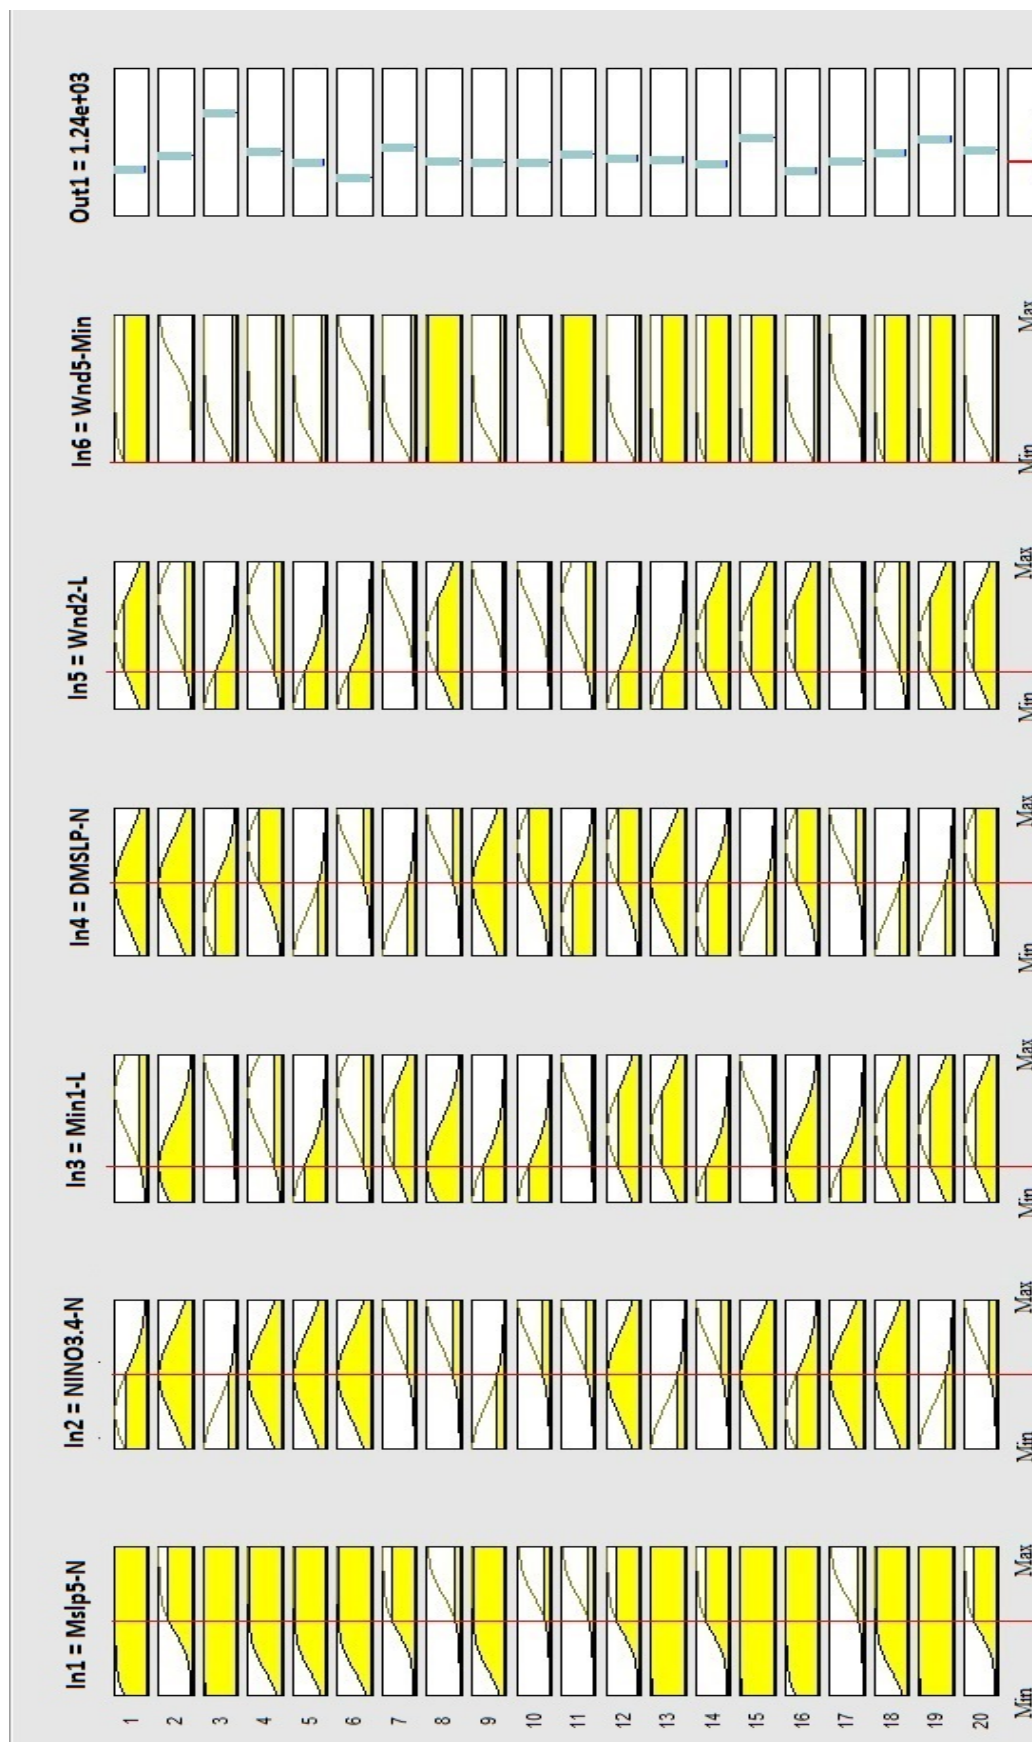 In1 = Mslp5-N
In2 = NINO3.4-N
In3 = Min1-L
In4 = DMSLP-N
In5 = Wnd2-L
In6 = Wnd5-Min
Out1 = 1.24e+03
1
2
3
4
5
6
7
8
9
10
11
12
13
14
15
16
17
18
19
20
Min Max Min Max Min Max Min Max Min Max Min Max